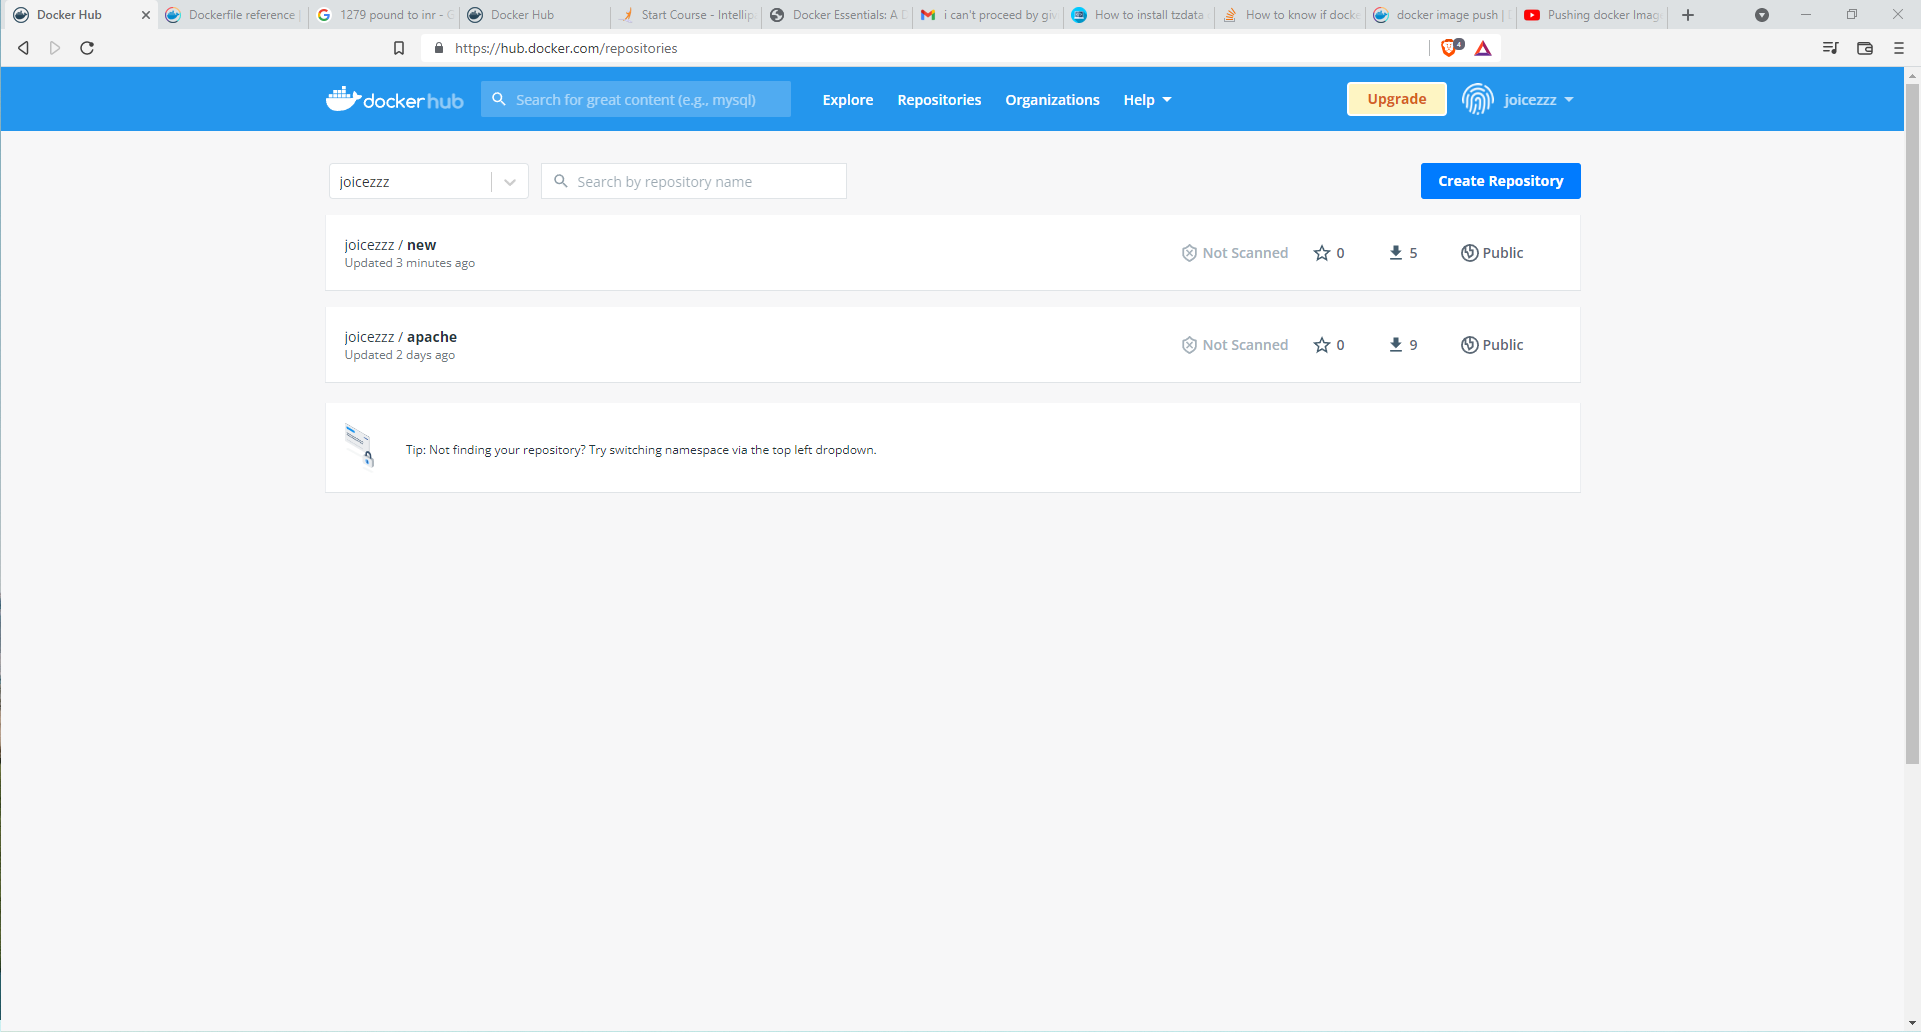 Docker Hub
Dockerfile reference |
1279 pound to inr - G
Docker Hub
Start Course - Intellip
Docker Essentials: A D
i can't proceed by giv
How to install tzdata
How to know if docke
docker image push | D
Pushing docker Imag
https://hub.docker.com/repositories
4
docker hub
Search for great content (e.g., mysql)
Explore
Repositories
Organizations
Help
Upgrade
joicezzz
joicezzz
Search by repository name
Create Repository
joicezzz / new
Updated 3 minutes ago
Not Scanned
0
5
Public
joicezzz / apache
Updated 2 days ago
Not Scanned
0
9
Public
Tip: Not finding your repository? Try switching namespace via the top left dropdown.